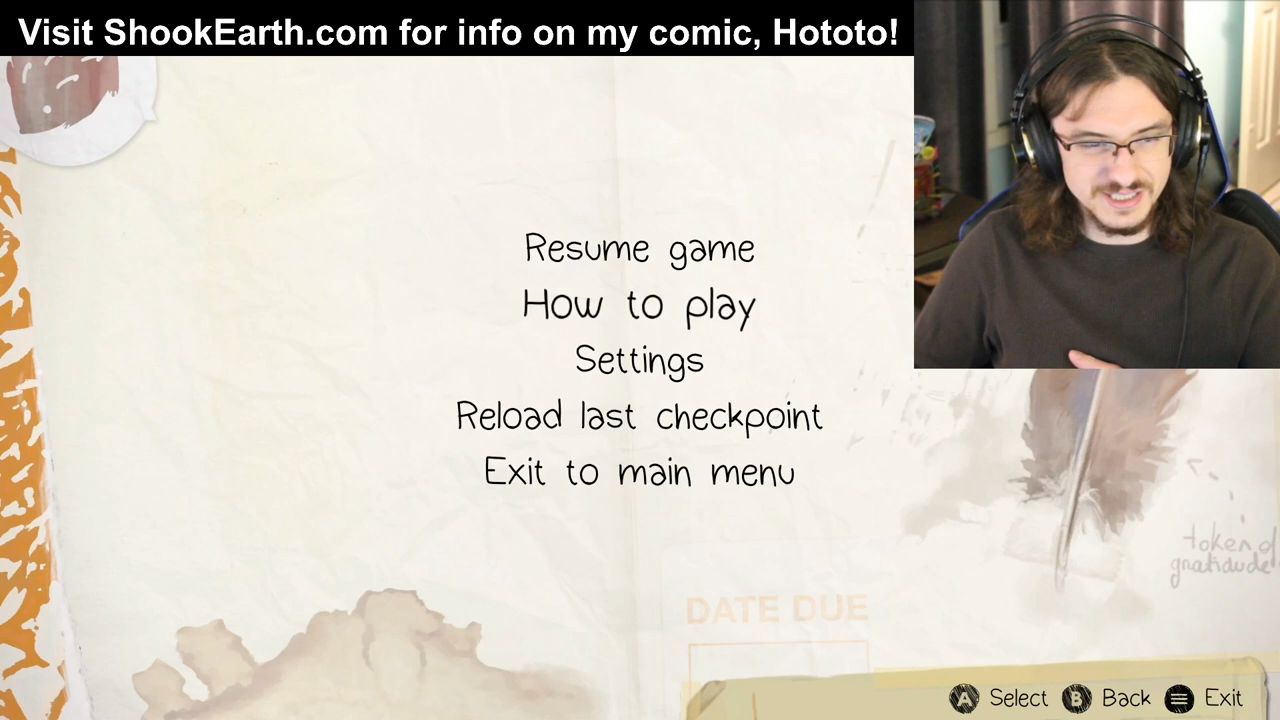 Visit ShookEarth.com for info on my comic, Hototo!
Resume game
How to play
Settings
Reload last checkpoint
Exit to main menu
token of
gratidude
DATE DUE
A Select B Back Exit